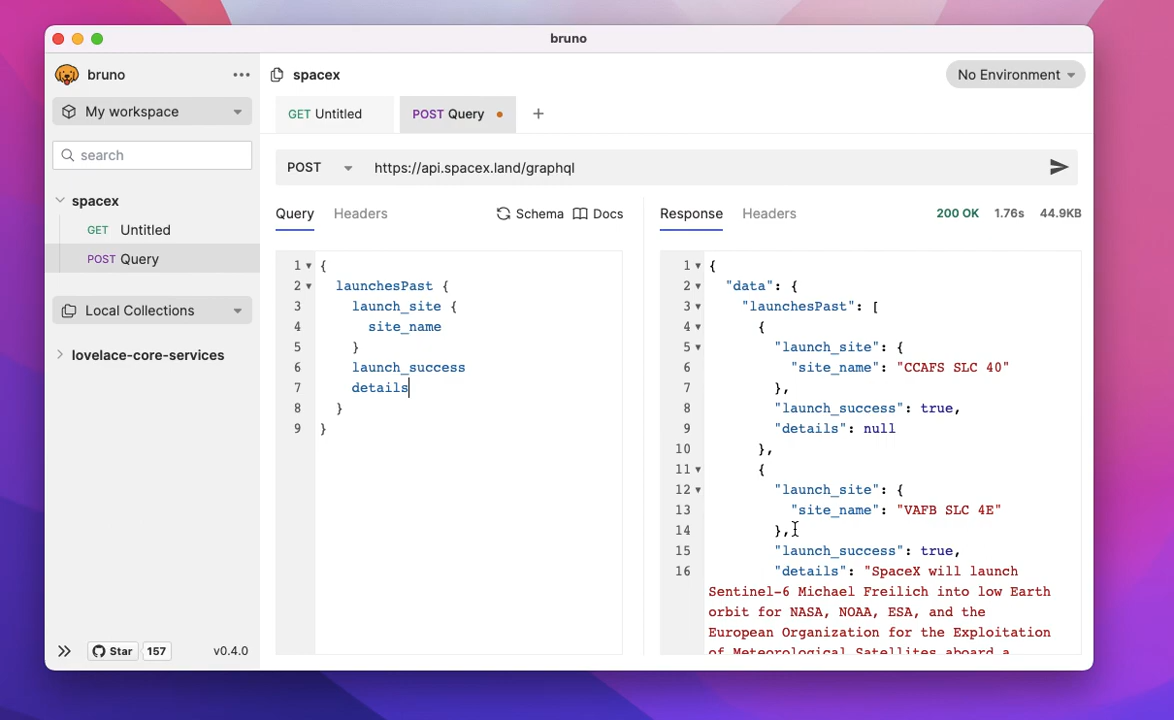 bruno
bruno
My workspace
search
spacex
GET Untitled
POST Query
Local Collections
lovelace-core-services
Star 157 v0.4.0
spacex
No Environment
GET Untitled
POST Query
POST https://api.spacex.land/graphql
Query Headers Schema Docs
1 {
2 launchesPast {
3 launch_site {
4 site_name
5 }
6 launch_success
7 details
8 }
9 }
Response Headers 200 OK 1.76s 44.9KB
1 {
2 "data": {
3 "launchesPast": [
4 {
5 "launch_site": {
6 "site_name": "CCAFS SLC 40"
7 },
8 "launch_success": true,
9 "details": null
10 },
11 {
12 "launch_site": {
13 "site_name": "VAFB SLC 4E"
14 },
15 "launch_success": true,
16 "details": "SpaceX will launch
Sentinel-6 Michael Freilich into low Earth
orbit for NASA, NOAA, ESA, and the
European Organization for the Exploitation
of Meteorological Satellites aboard a